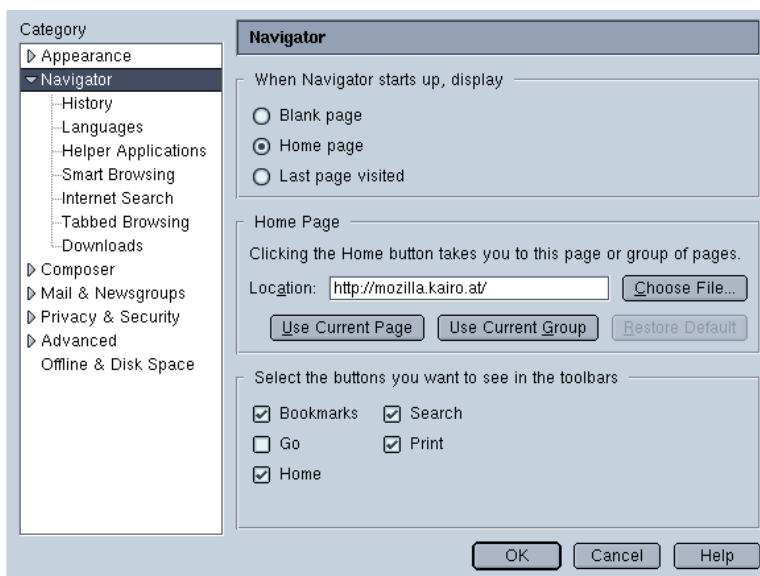 Category
Appearance
Navigator
History
Languages
Helper Applications
Smart Browsing
Internet Search
Tabbed Browsing
Downloads
Composer
Mail & Newsgroups
Privacy & Security
Advanced
Offline & Disk Space
Navigator
When Navigator starts up, display
Blank page
Home page
Last page visited
Home Page
Clicking the Home button takes you to this page or group of pages.
Location: http://mozilla.kairo.at/ Choose File...
Use Current Page Use Current Group Restore Default
Select the buttons you want to see in the toolbars
Bookmarks Search
Go Print
Home
OK Cancel Help